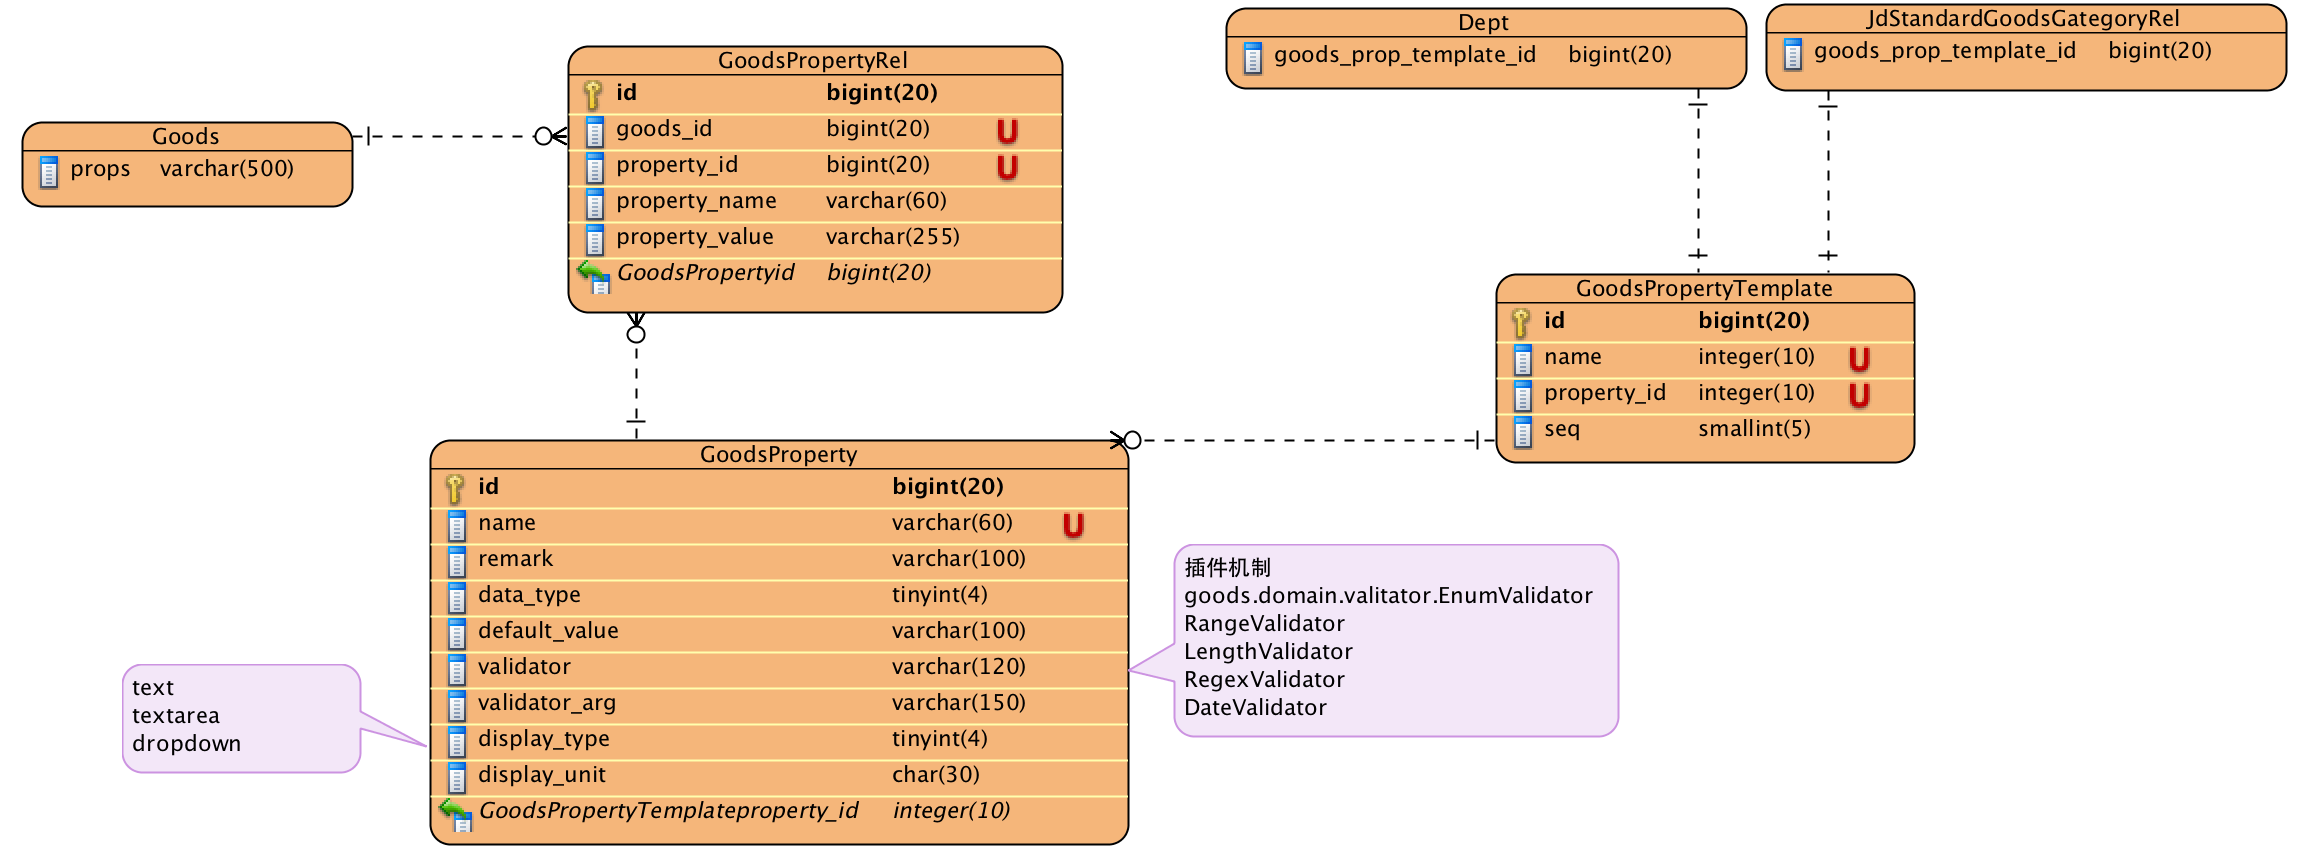 Goods
props varchar(500)
GoodsPropertyRel
id bigint(20)
goods_id bigint(20) U
property_id bigint(20) U
property_name varchar(60)
property_value varchar(255)
GoodsPropertyid bigint(20)
Dept
goods_prop_template_id bigint(20)
JdStandardGoodsGategoryRel
goods_prop_template_id bigint(20)
GoodsPropertyTemplate
id bigint(20)
name integer(10) U
property_id integer(10) U
seq smallint(5)
GoodsProperty
id bigint(20)
name varchar(60) U
remark varchar(100)
data_type tinyint(4)
default_value varchar(100)
validator varchar(120)
validator_arg varchar(150)
display_type tinyint(4)
display_unit char(30)
GoodsPropertyTemplateproperty_id integer(10)
text
textarea
dropdown
插件机制
goods.domain.valitator.EnumValidator
RangeValidator
LengthValidator
RegexValidator
DateValidator